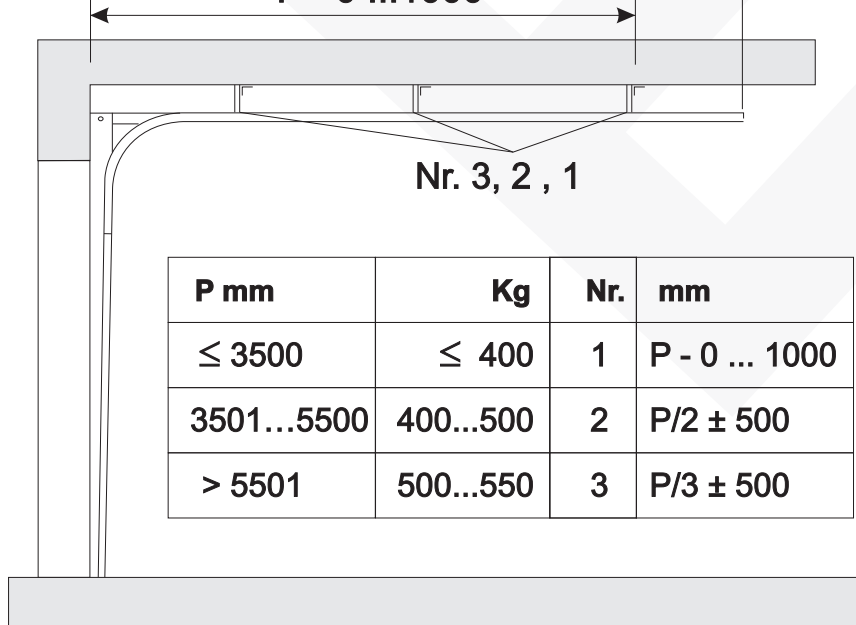 Nr. 3, 2 , 1
P mm Kg Nr. mm
≤ 3500 ≤ 400 1 P - 0 ... 1000
3501...5500 400...500 2 P/2 ± 500
> 5501 500...550 3 P/3 ± 500